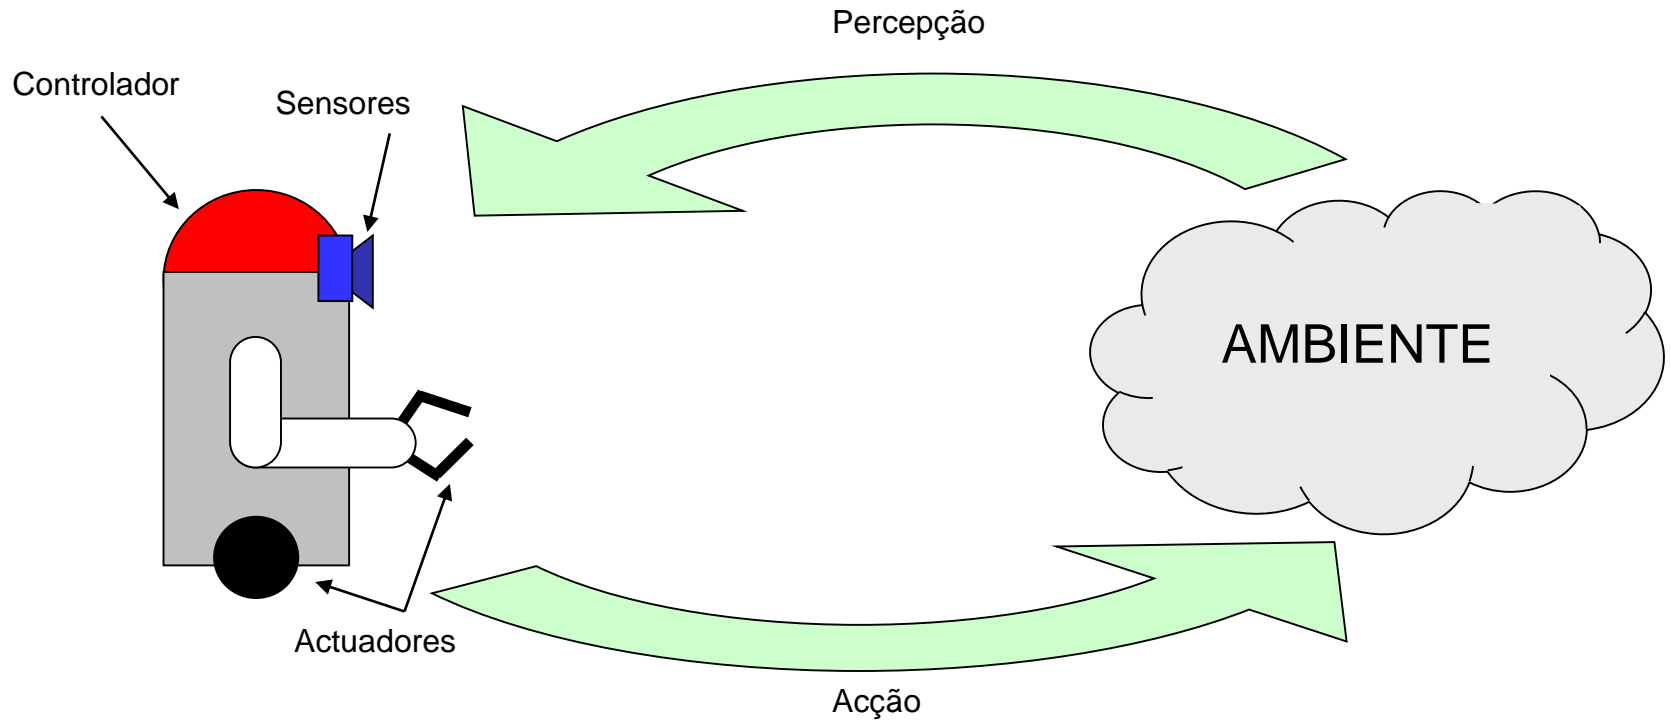 Percepção
Controlador
Sensores
AMBIENTE
Actuadores
Acção